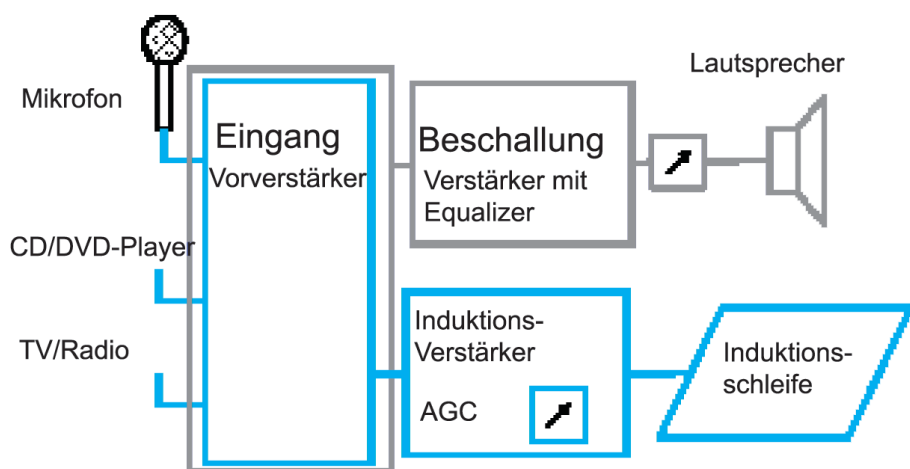 Mikrofon
Eingang
Vorverstärker
CD/DVD-Player
TV/Radio
Beschallung
Verstärker mit
Equalizer
Lautsprecher
Induktions-
Verstärker
AGC
Induktions-
schleife